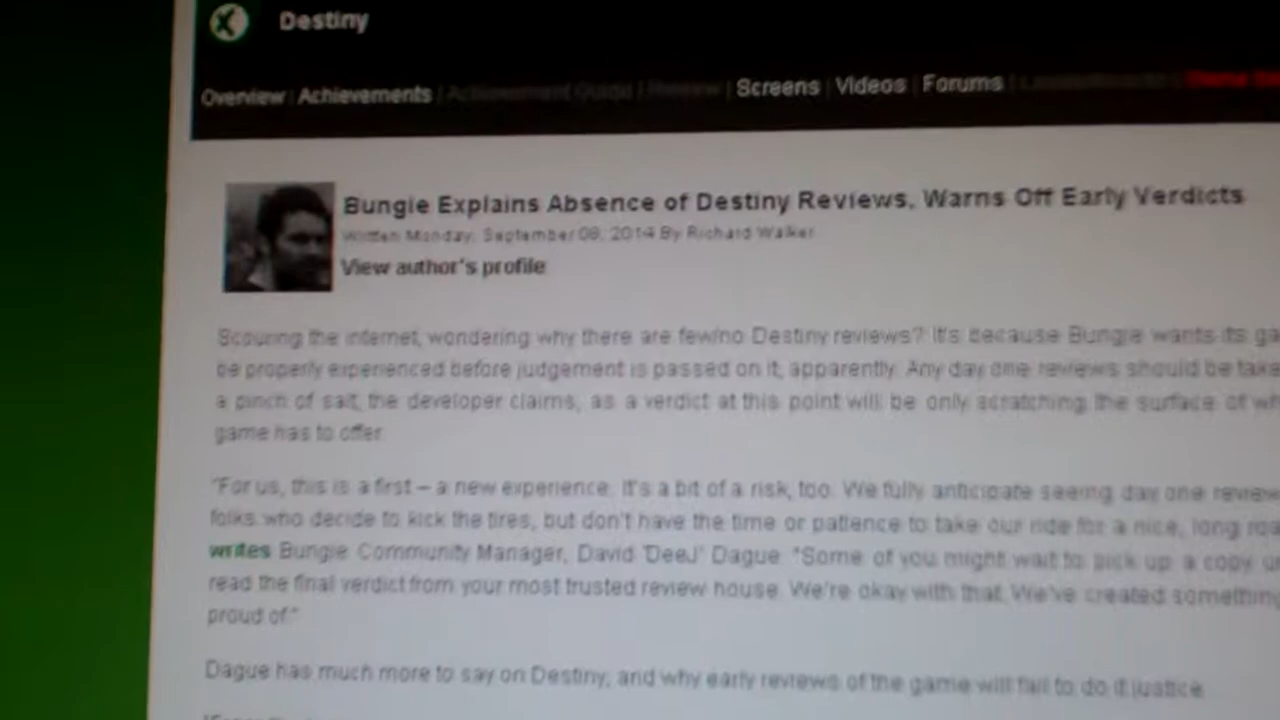 Destiny
Overview | Achievements | Achievement Guide | Review | Screens | Videos | Forums |
Bungie Explains Absence of Destiny Reviews, Warns Off Early Verdicts
Written Monday, September 08, 2014 By Richard Walker
View author's profile
Scouring the internet, wondering why there are few/no Destiny reviews? It's because Bungie wants its
be properly experienced before judgement is passed on it, apparently. Any day one reviews should be
a pinch of salt, the developer claims, as a verdict at this point will be only scratching the surface of
game has to offer.
"For us, this is a first – a new experience. It's a bit of a risk, too. We fully anticipate seeing day one
folks who decide to kick the tires, but don't have the time or patience to take our ride for a nice, long
writes Bungie Community Manager, David 'DeeJ' Dague. "Some of you might wait to pick up a copy
read the final verdict from your most trusted review house. We're okay with that. We've created
proud of."
Dague has much more to say on Destiny, and why early reviews of the game will fail to do it justice.